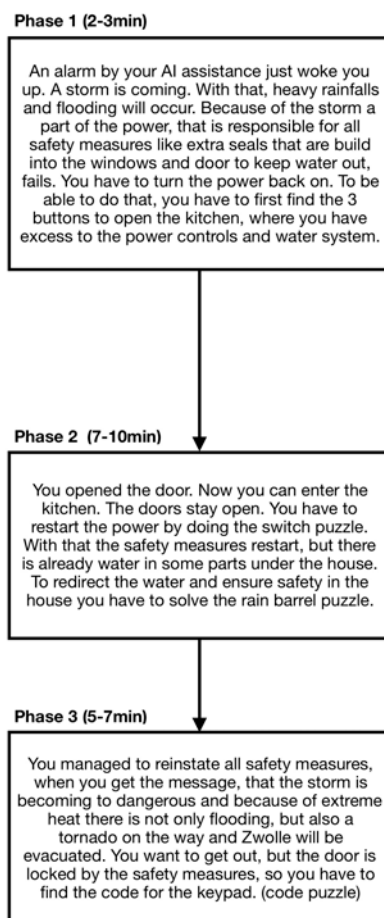 Phase 1 (2-3min)
An alarm by your AI assistance just woke you
up. A storm is coming. With that, heavy rainfalls
and flooding will occur. Because of the storm a
part of the power, that is responsible for all
safety measures like extra seals that are build
into the windows and door to keep water out,
fails. You have to turn the power back on. To be
able to do that, you have to first find the 3
buttons to open the kitchen, where you have
excess to the power controls and water system.
Phase 2 (7-10min)
You opened the door. Now you can enter the
kitchen. The doors stay open. You have to
restart the power by doing the switch puzzle.
With that the safety measures restart, but there
is already water in some parts under the house.
To redirect the water and ensure safety in the
house you have to solve the rain barrel puzzle.
Phase 3 (5-7min)
You managed to reinstate all safety measures,
when you get the message, that the storm is
becoming to dangerous and because of extreme
heat there is not only flooding, but also a
tornado on the way and Zwolle will be
evacuated. You want to get out, but the door is
locked by the safety measures, so you have to
find the code for the keypad. (code puzzle)